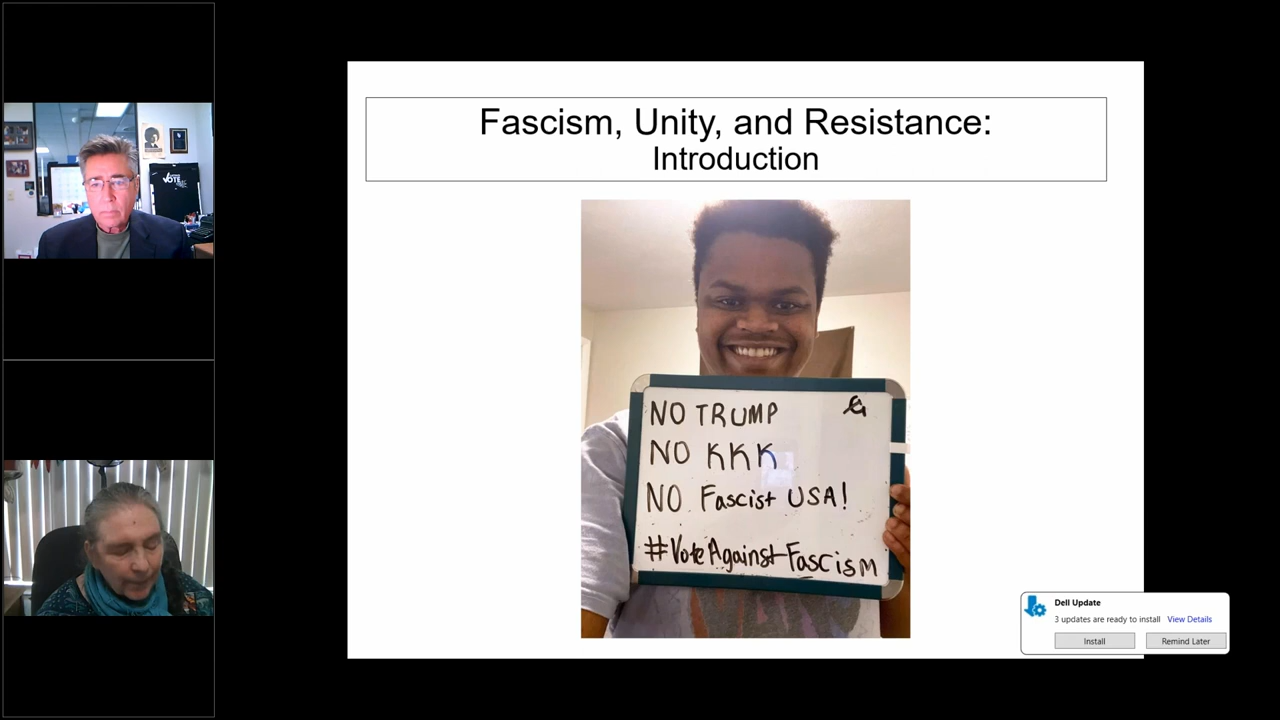 Fascism, Unity, and Resistance:
Introduction
VOTE
NO TRUMP
NO KKK
NO Fascist USA!
#VoteAgainstFascism
Dell Update
3 updates are ready to install View Details
Install
Remind Later